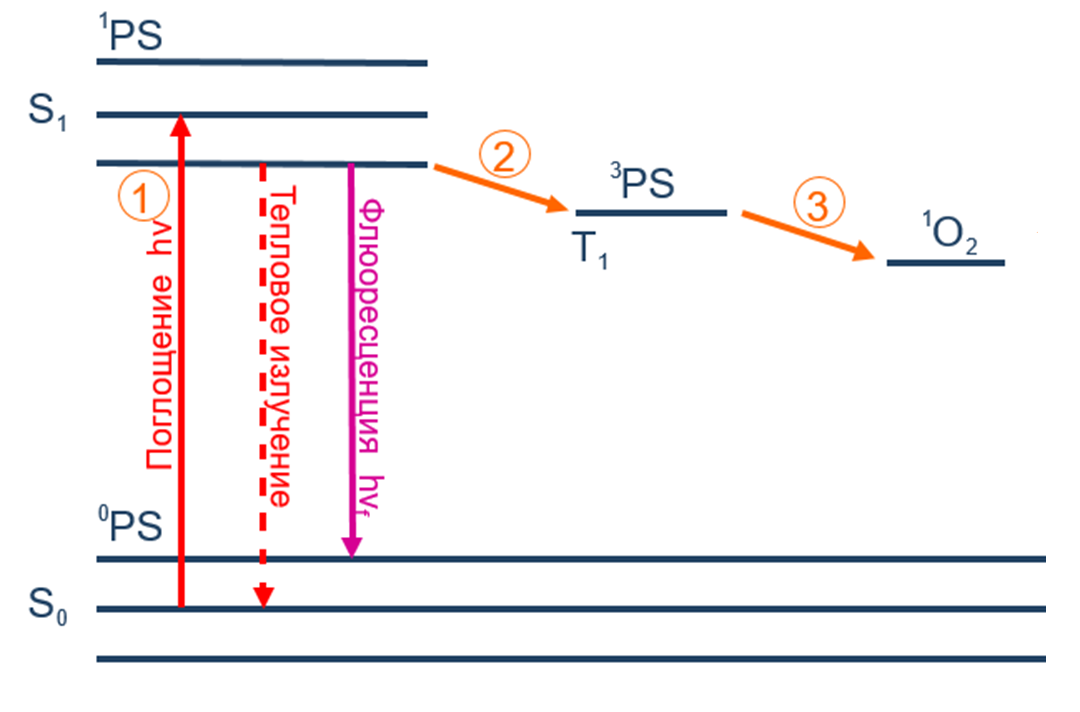 ¹PS
S₁
①
Поглощение hν
Тепловое излучение
Флюоресценция hν_f
②
³PS
T₁
③
¹O₂
⁰PS
S₀